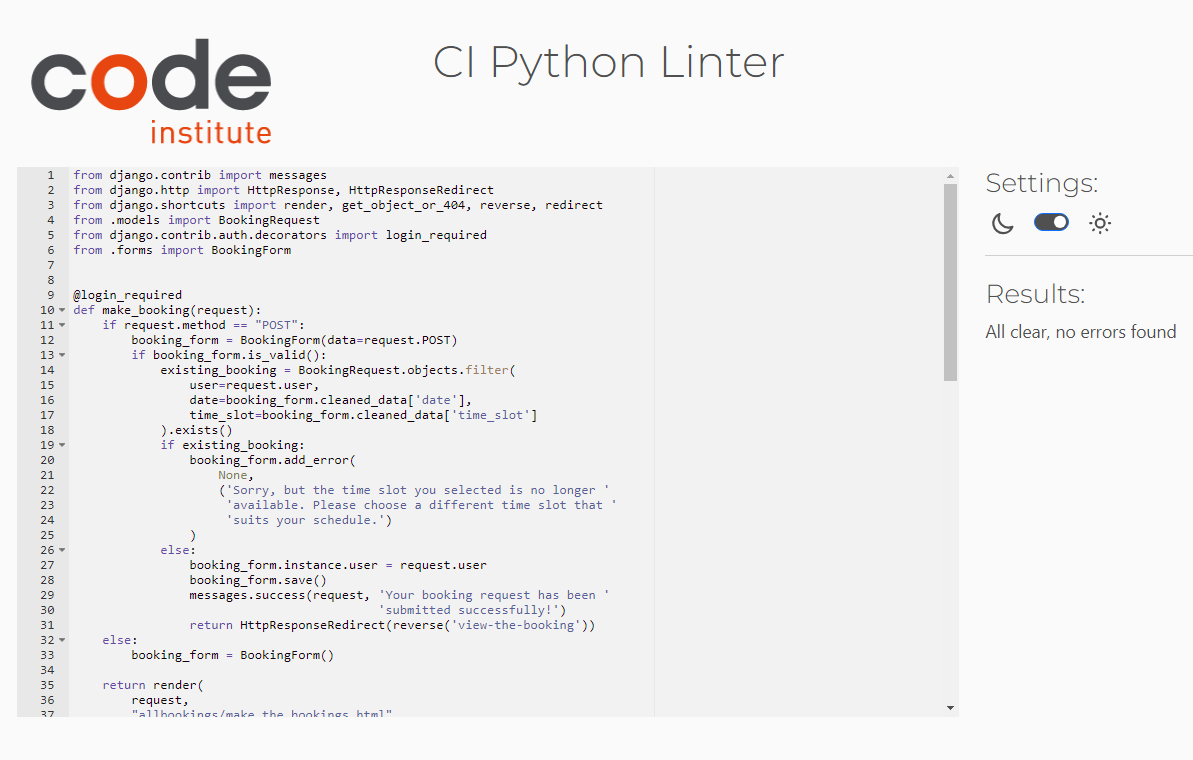 code
institute
CI Python Linter
1 from django.contrib import messages
2 from django.http import HttpResponse, HttpResponseRedirect
3 from django.shortcuts import render, get_object_or_404, reverse, redirect
4 from .models import BookingRequest
5 from django.contrib.auth.decorators import login_required
6 from .forms import BookingForm
7
8
9 @login_required
10 def make_booking(request):
11     if request.method == "POST":
12         booking_form = BookingForm(data=request.POST)
13         if booking_form.is_valid():
14             existing_booking = BookingRequest.objects.filter(
15                 user=request.user,
16                 date=booking_form.cleaned_data['date'],
17                 time_slot=booking_form.cleaned_data['time_slot']
18             ).exists()
19             if existing_booking:
20                 booking_form.add_error(
21                     None,
22                     ('Sorry, but the time slot you selected is no longer '
23                      'available. Please choose a different time slot that '
24                      'suits your schedule.')
25                 )
26             else:
27                 booking_form.instance.user = request.user
28                 booking_form.save()
29                 messages.success(request, 'Your booking request has been '
30                                           'submitted successfully!')
31                 return HttpResponseRedirect(reverse('view-the-booking'))
32     else:
33         booking_form = BookingForm()
34
35     return render(
36         request,
37         "allbookings/make_the_bookings.html"
Settings:
Results:
All clear, no errors found